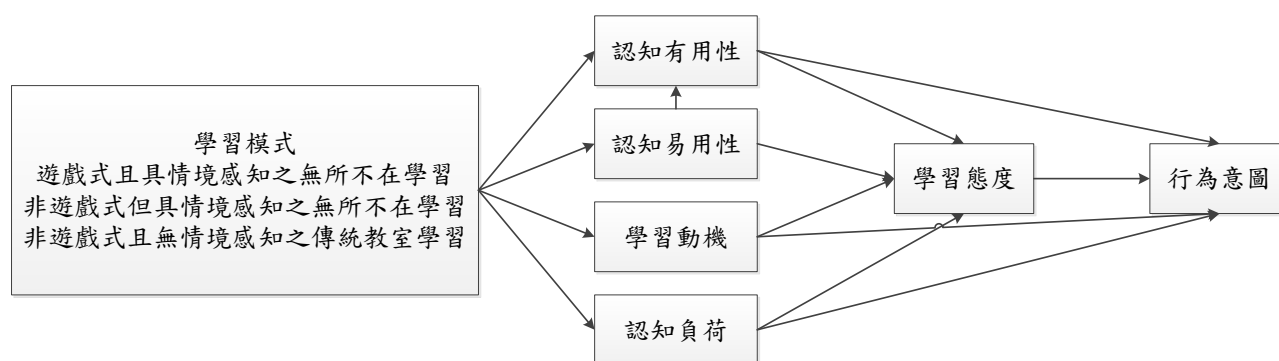 學習模式
遊戲式且具情境感知之無所不在學習
非遊戲式但具情境感知之無所不在學習
非遊戲式且無情境感知之傳統教室學習
認知有用性
認知易用性
學習動機
認知負荷
學習態度
行為意圖